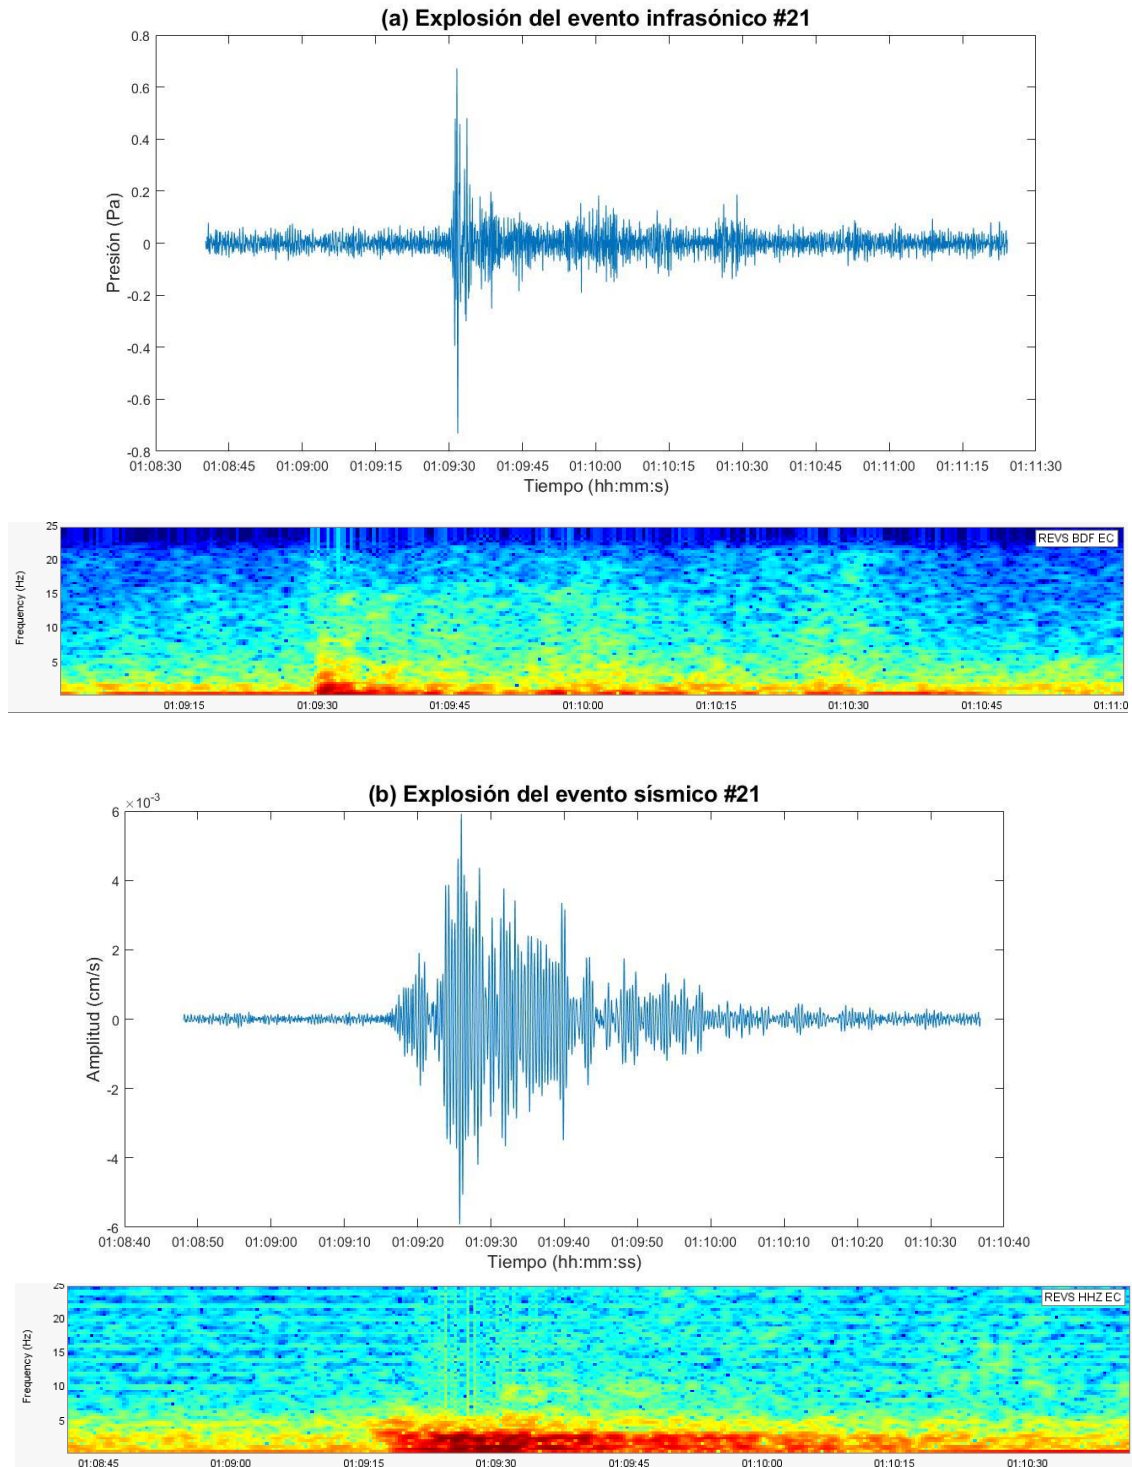 (a) Explosión del evento infrasónico #21
0.8
0.6
0.4
0.2
0
-0.2
-0.4
-0.6
-0.8
Presión (Pa)
01:08:30 01:08:45 01:09:00 01:09:15 01:09:30 01:09:45 01:10:00 01:10:15 01:10:30 01:10:45 01:11:00 01:11:15 01:11:30
Tiempo (hh:mm:s)
25
20
15
10
5
Frequency (Hz)
REVS BDF EC
01:09:15 01:09:30 01:09:45 01:10:00 01:10:15 01:10:30 01:10:45 01:11:0
(b) Explosión del evento sísmico #21
×10-3
6
4
2
0
-2
-4
-6
Amplitud (cm/s)
01:08:40 01:08:50 01:09:00 01:09:10 01:09:20 01:09:30 01:09:40 01:09:50 01:10:00 01:10:10 01:10:20 01:10:30 01:10:40
Tiempo (hh:mm:ss)
25
20
15
10
5
Frequency (Hz)
REVS HHZ EC
01:08:45 01:09:00 01:09:15 01:09:30 01:09:45 01:10:00 01:10:15 01:10:30